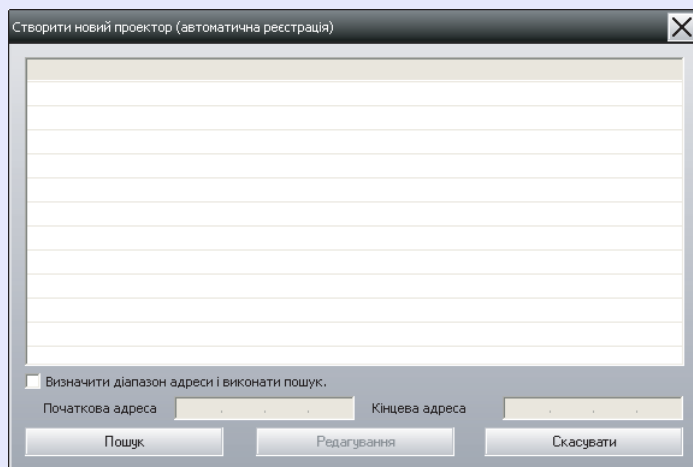 Створити новий проектор (автоматична реєстрація)
Визначити діапазон адреси і виконати пошук.
Початкова адреса . . . Кінцева адреса . . .
Пошук Редагування Скасувати